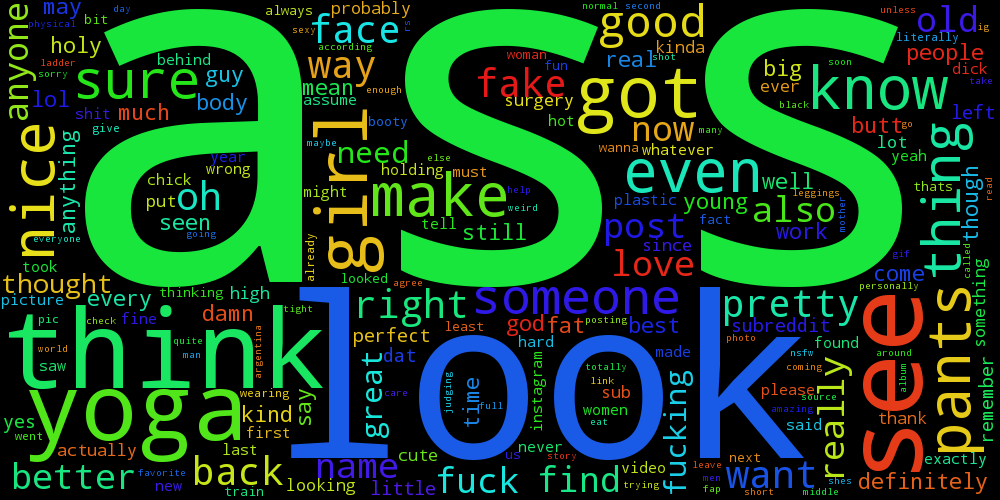 may
day
always
probably
good
normal
second
unless
old
ig
physical
bit
sexy
rs
anyone
holy
face
according
kinda
literally
ladder
behind
way
woman
real
shot
people
sorry
sure
guy
mean
fake
fun
big
soon
know
dick
lol
body
assume
enough
surgery
got
ever
take
shit
much
hot
black
left
ass
give
booty
now
many
butt
go
nice
anything
year
girl
maybe
need
else
wanna
whatever
lot
yeah
wrong
holding
must
even
well
thats
though
read
chick
put
oh
might
make
help
plastic
young
leggings
thing
seen
tell
weird
post
fact
also
mother
everyone
going
already
still
since
work
called
took
looked
love
gif
come
something
thought
thinking
high
agree
right
someone
pretty
personally
picture
every
tight
pic
check
fine
damn
perfect
least
god
fat
posting
best
subreddit
found
think
quite
man
argentina
dat
hard
made
photo
nsfw
around
world
saw
great
look
totally
coming
see
album
pants
remember
yoga
wearing
kind
say
care
judging
time
full
instagram
link
sub
women
eat
please
source
amazing
really
thank
yes
went
first
fucking
said
actually
last
us
never
story
next
exactly
better
back
name
cute
video
leave
men
want
shes
definitely
favorite
new
train
looking
little
fuck
find
trying
fap
short
middle